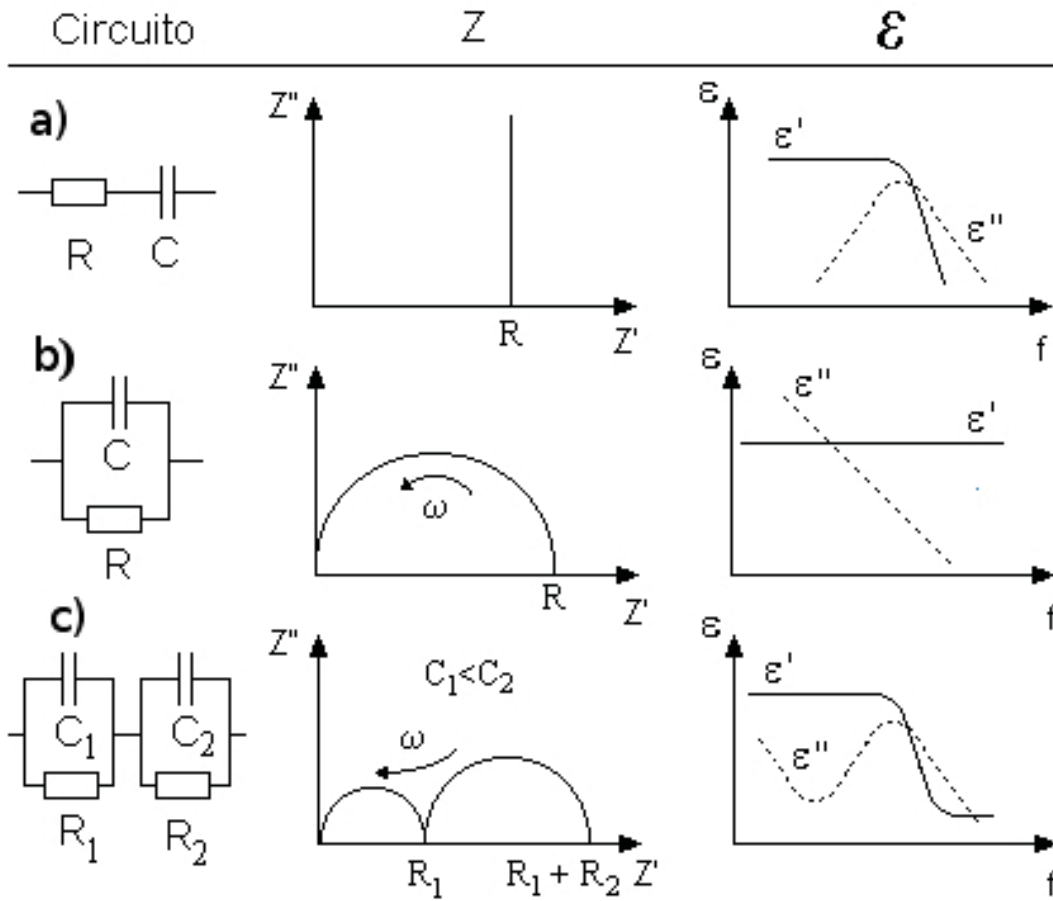 Circuito Z ε
a)
R C
Z"
R Z'
ε
ε'
ε"
f
b)
C
R
Z"
ω
R Z'
ε
ε"
ε'
f
c)
C₁ C₂
R₁ R₂
Z"
C₁<C₂
ω
R₁ R₁ + R₂ Z'
ε
ε'
ε"
f